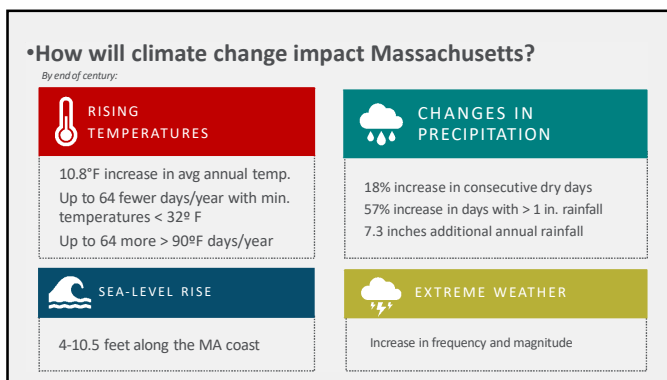 •How will climate change impact Massachusetts?
By end of century:
RISING
TEMPERATURES
10.8°F increase in avg annual temp.
Up to 64 fewer days/year with min.
temperatures < 32º F
Up to 64 more > 90ºF days/year
CHANGES IN
PRECIPITATION
18% increase in consecutive dry days
57% increase in days with > 1 in. rainfall
7.3 inches additional annual rainfall
SEA-LEVEL RISE
4-10.5 feet along the MA coast
EXTREME WEATHER
Increase in frequency and magnitude